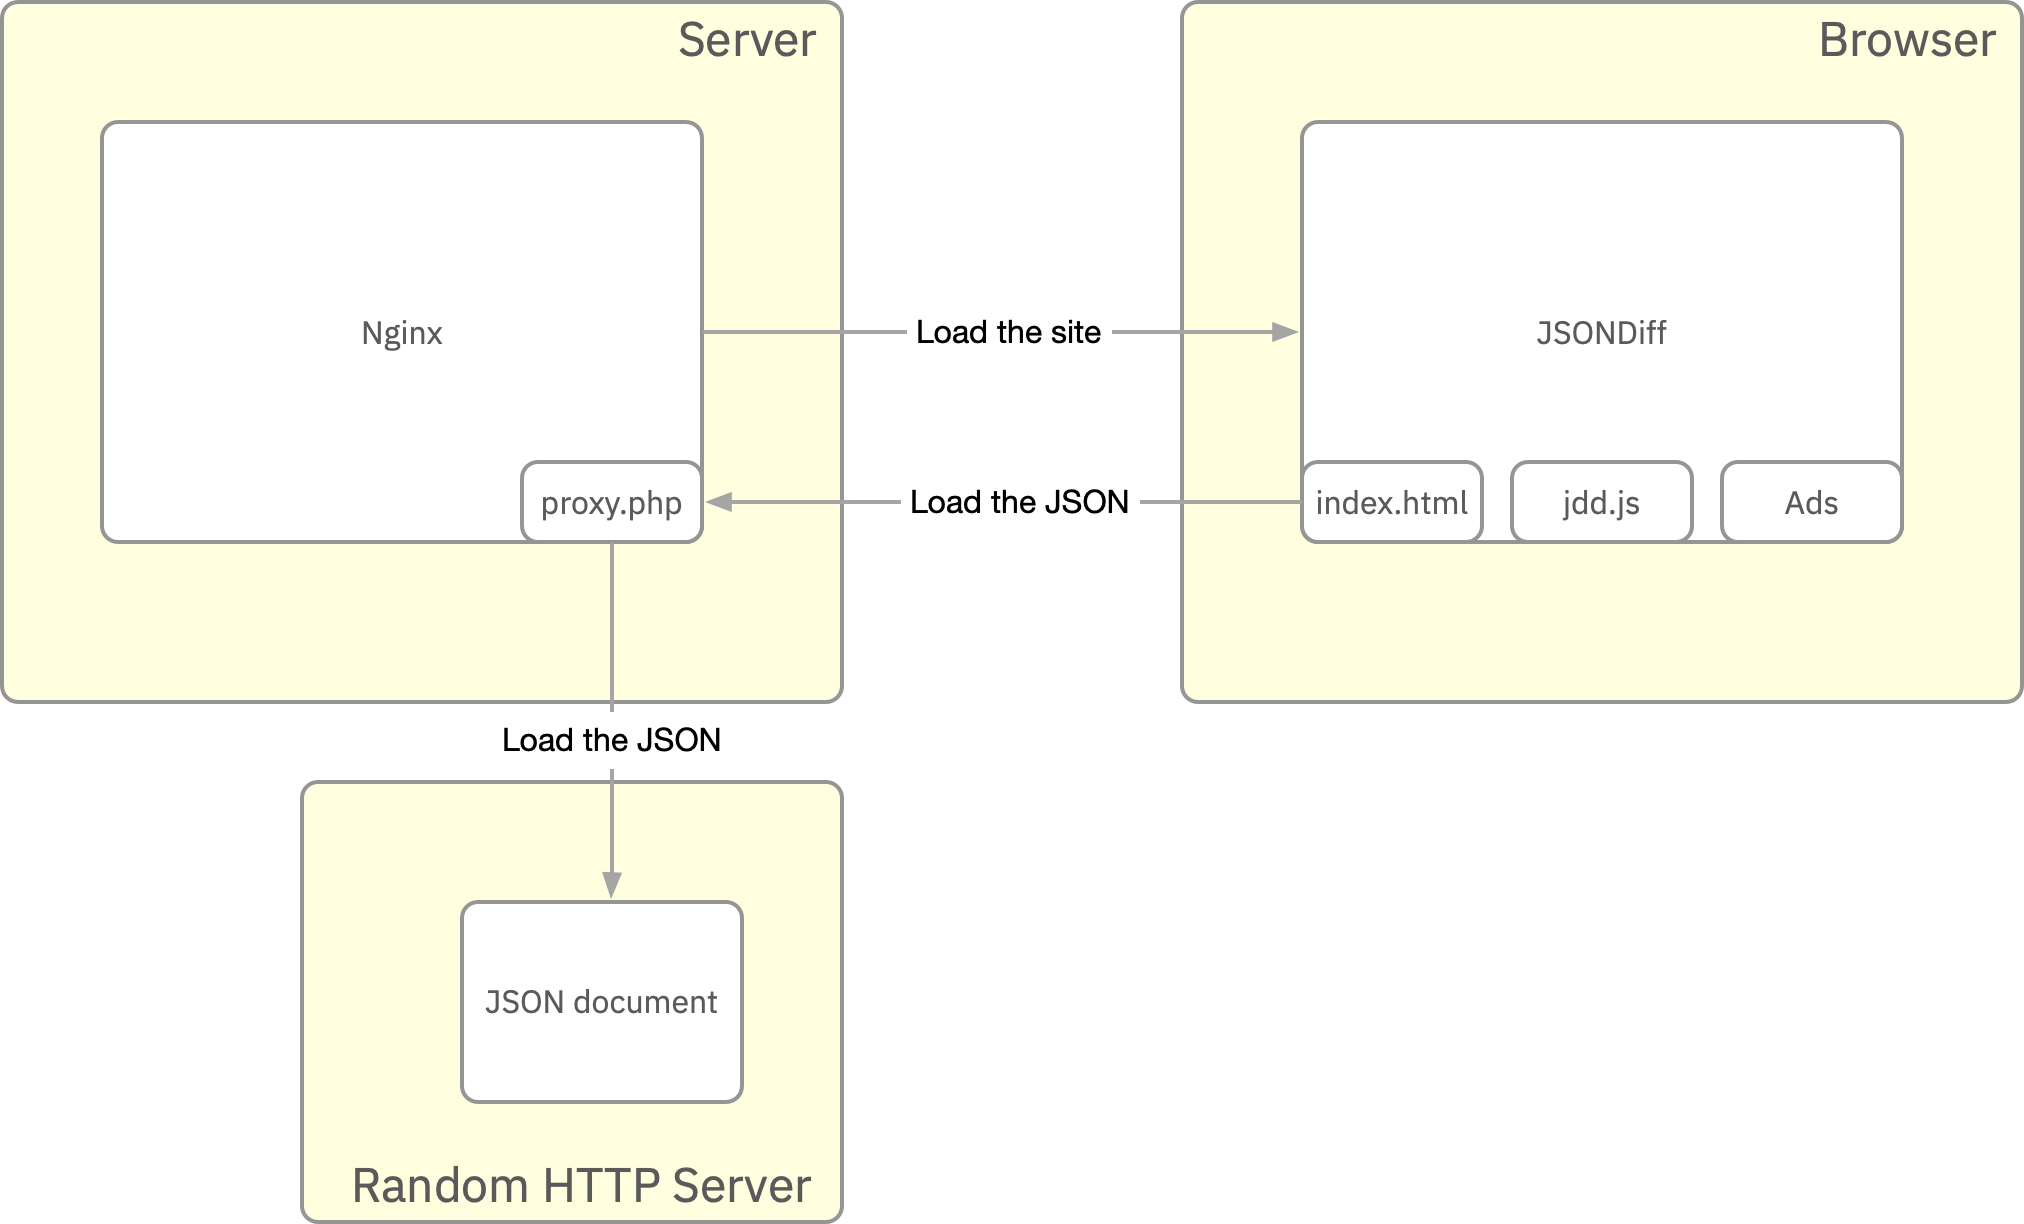 Server
Browser
Nginx
Load the site
JSONDiff
proxy.php
Load the JSON
index.html
jdd.js
Ads
Load the JSON
JSON document
Random HTTP Server